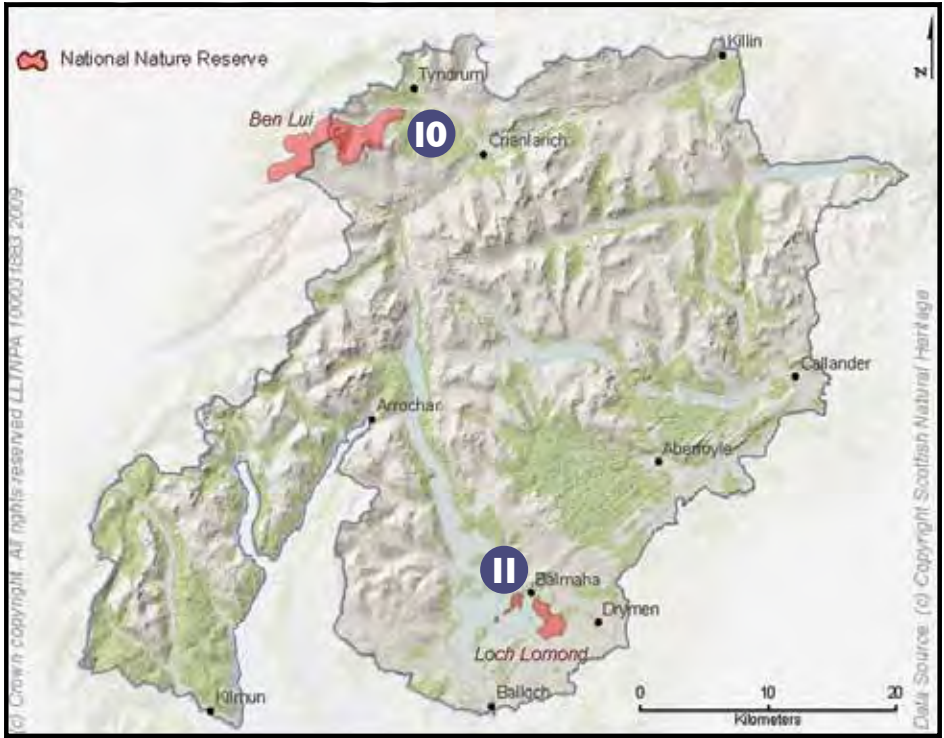 National Nature Reserve
Killin
N
Tyndrum
Ben Lui
10
Crianlarich
Callander
Arrochar
Aberfoyle
11
Balmaha
Drymen
Loch Lomond
Kilmun
Balloch
0 10 20
Kilometers
(c) Crown copyright. All rights reserved LLTNPA 100031883 2009
Data Source: (c) Copyright Scottish Natural Heritage